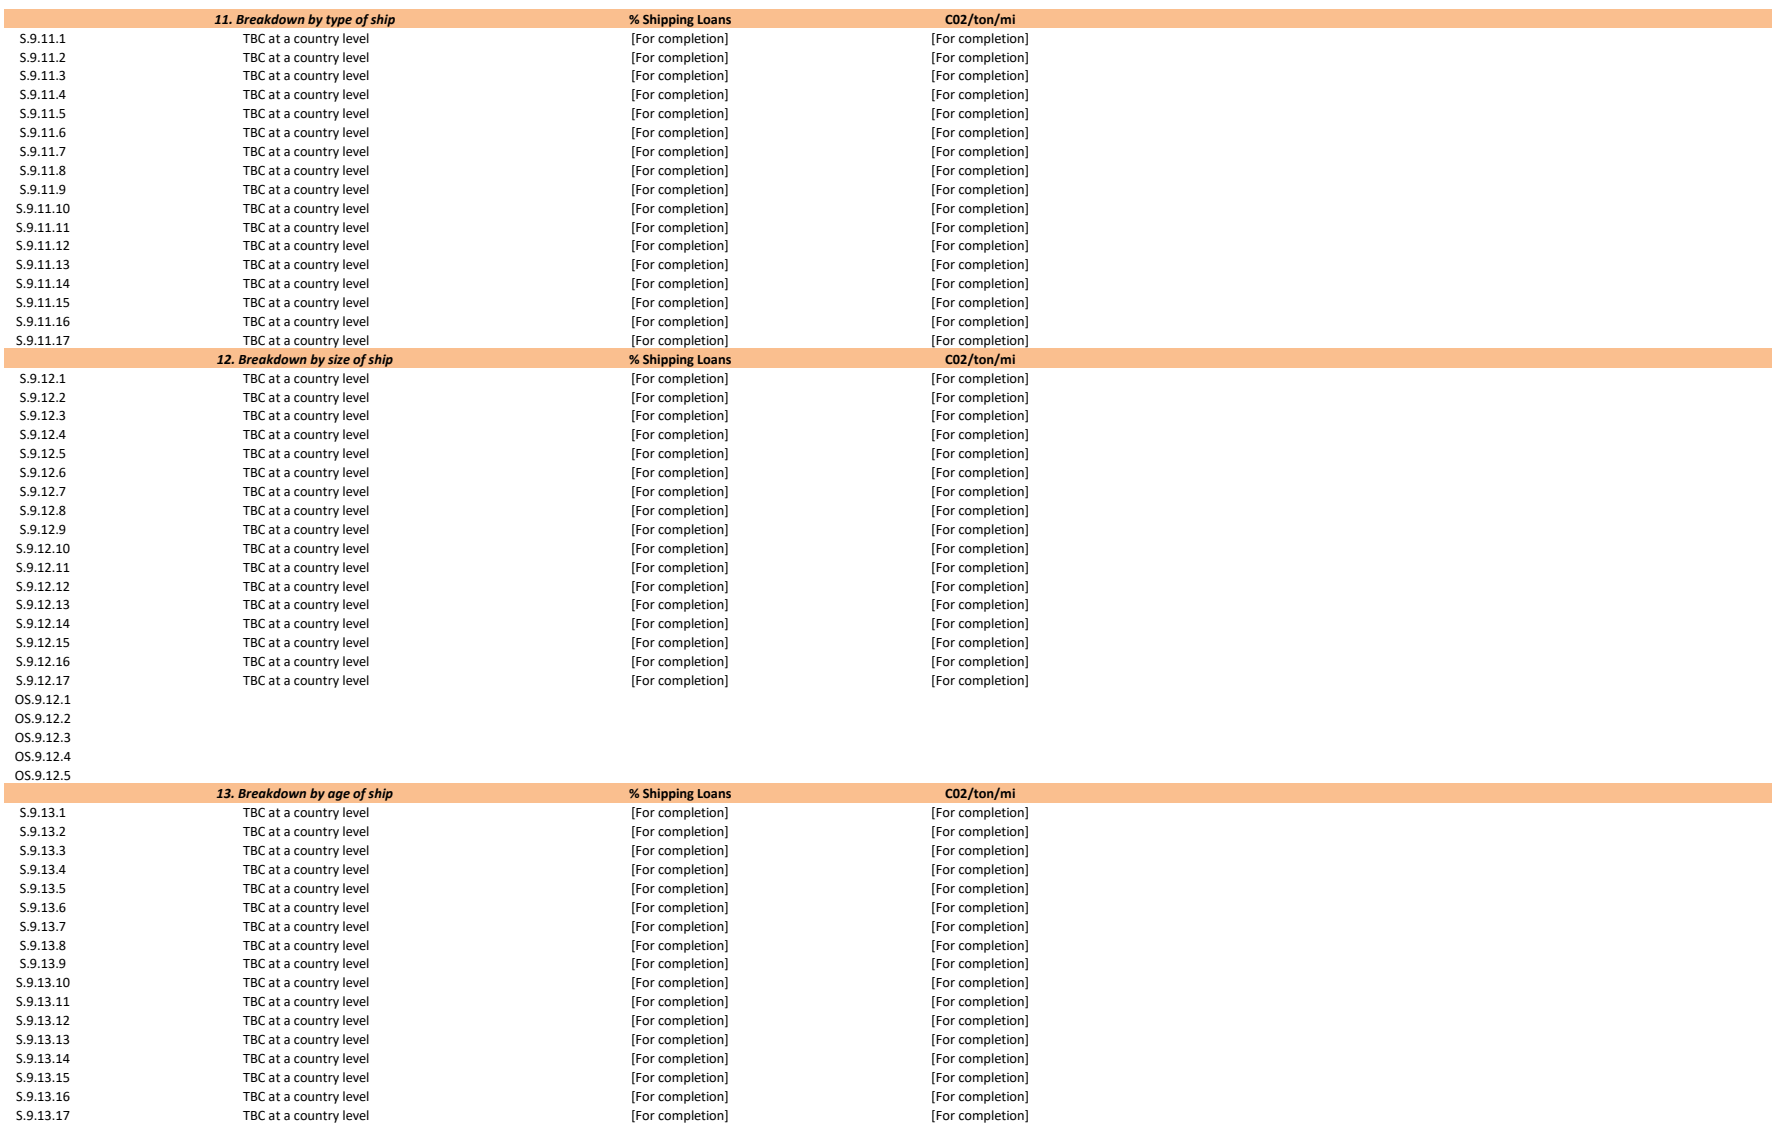 11. Breakdown by type of ship % Shipping Loans C02/ton/mi
S.9.11.1 TBC at a country level [For completion] [For completion]
S.9.11.2 TBC at a country level [For completion] [For completion]
S.9.11.3 TBC at a country level [For completion] [For completion]
S.9.11.4 TBC at a country level [For completion] [For completion]
S.9.11.5 TBC at a country level [For completion] [For completion]
S.9.11.6 TBC at a country level [For completion] [For completion]
S.9.11.7 TBC at a country level [For completion] [For completion]
S.9.11.8 TBC at a country level [For completion] [For completion]
S.9.11.9 TBC at a country level [For completion] [For completion]
S.9.11.10 TBC at a country level [For completion] [For completion]
S.9.11.11 TBC at a country level [For completion] [For completion]
S.9.11.12 TBC at a country level [For completion] [For completion]
S.9.11.13 TBC at a country level [For completion] [For completion]
S.9.11.14 TBC at a country level [For completion] [For completion]
S.9.11.15 TBC at a country level [For completion] [For completion]
S.9.11.16 TBC at a country level [For completion] [For completion]
S.9.11.17 TBC at a country level [For completion] [For completion]
12. Breakdown by size of ship % Shipping Loans C02/ton/mi
S.9.12.1 TBC at a country level [For completion] [For completion]
S.9.12.2 TBC at a country level [For completion] [For completion]
S.9.12.3 TBC at a country level [For completion] [For completion]
S.9.12.4 TBC at a country level [For completion] [For completion]
S.9.12.5 TBC at a country level [For completion] [For completion]
S.9.12.6 TBC at a country level [For completion] [For completion]
S.9.12.7 TBC at a country level [For completion] [For completion]
S.9.12.8 TBC at a country level [For completion] [For completion]
S.9.12.9 TBC at a country level [For completion] [For completion]
S.9.12.10 TBC at a country level [For completion] [For completion]
S.9.12.11 TBC at a country level [For completion] [For completion]
S.9.12.12 TBC at a country level [For completion] [For completion]
S.9.12.13 TBC at a country level [For completion] [For completion]
S.9.12.14 TBC at a country level [For completion] [For completion]
S.9.12.15 TBC at a country level [For completion] [For completion]
S.9.12.16 TBC at a country level [For completion] [For completion]
S.9.12.17 TBC at a country level [For completion] [For completion]
OS.9.12.1
OS.9.12.2
OS.9.12.3
OS.9.12.4
OS.9.12.5
13. Breakdown by age of ship % Shipping Loans C02/ton/mi
S.9.13.1 TBC at a country level [For completion] [For completion]
S.9.13.2 TBC at a country level [For completion] [For completion]
S.9.13.3 TBC at a country level [For completion] [For completion]
S.9.13.4 TBC at a country level [For completion] [For completion]
S.9.13.5 TBC at a country level [For completion] [For completion]
S.9.13.6 TBC at a country level [For completion] [For completion]
S.9.13.7 TBC at a country level [For completion] [For completion]
S.9.13.8 TBC at a country level [For completion] [For completion]
S.9.13.9 TBC at a country level [For completion] [For completion]
S.9.13.10 TBC at a country level [For completion] [For completion]
S.9.13.11 TBC at a country level [For completion] [For completion]
S.9.13.12 TBC at a country level [For completion] [For completion]
S.9.13.13 TBC at a country level [For completion] [For completion]
S.9.13.14 TBC at a country level [For completion] [For completion]
S.9.13.15 TBC at a country level [For completion] [For completion]
S.9.13.16 TBC at a country level [For completion] [For completion]
S.9.13.17 TBC at a country level [For completion] [For completion]